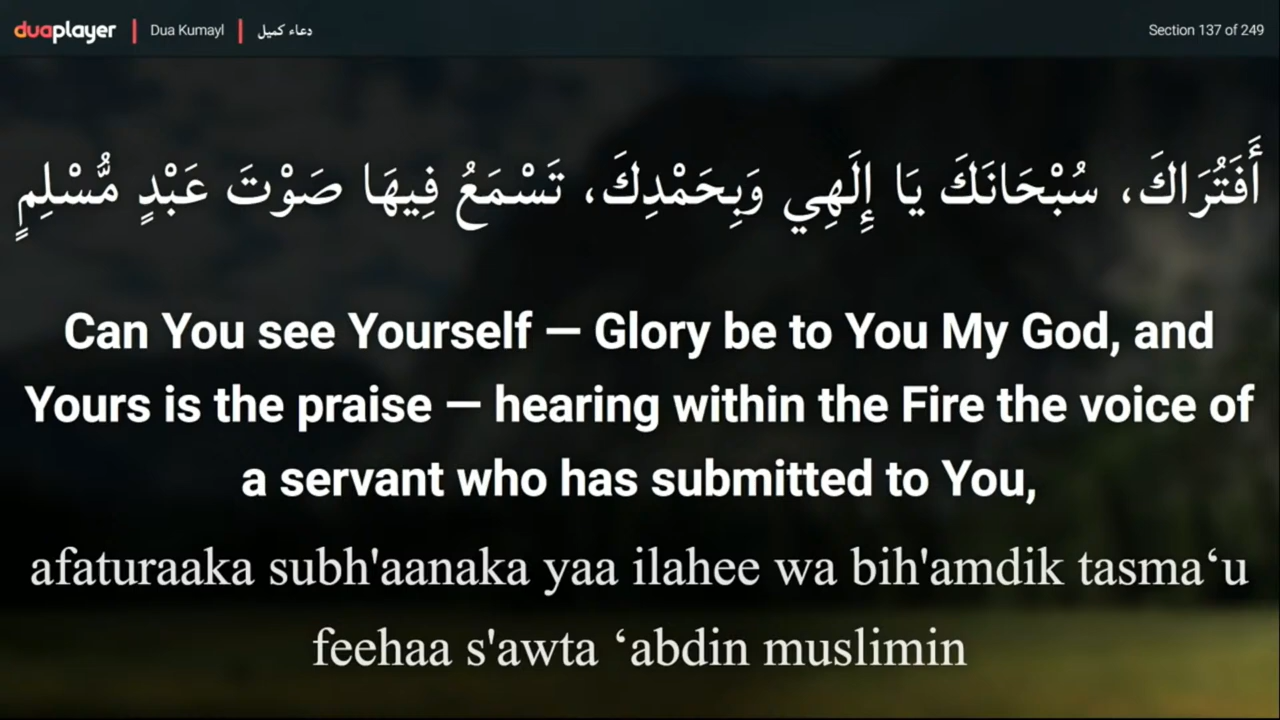 duaplayer | Dua Kumayl | دعاء كميل
Section 137 of 249
أَفَتُرَاكَ، سُبْحَانَكَ يَا إِلَهِي وَبِحَمْدِكَ، تَسْمَعُ فِيهَا صَوْتَ عَبْدٍ مُّسْلِمٍ
Can You see Yourself — Glory be to You My God, and
Yours is the praise — hearing within the Fire the voice of
a servant who has submitted to You,
afaturaaka subh'aanaka yaa ilahee wa bih'amdik tasma‘u
feehaa s'awta ‘abdin muslimin